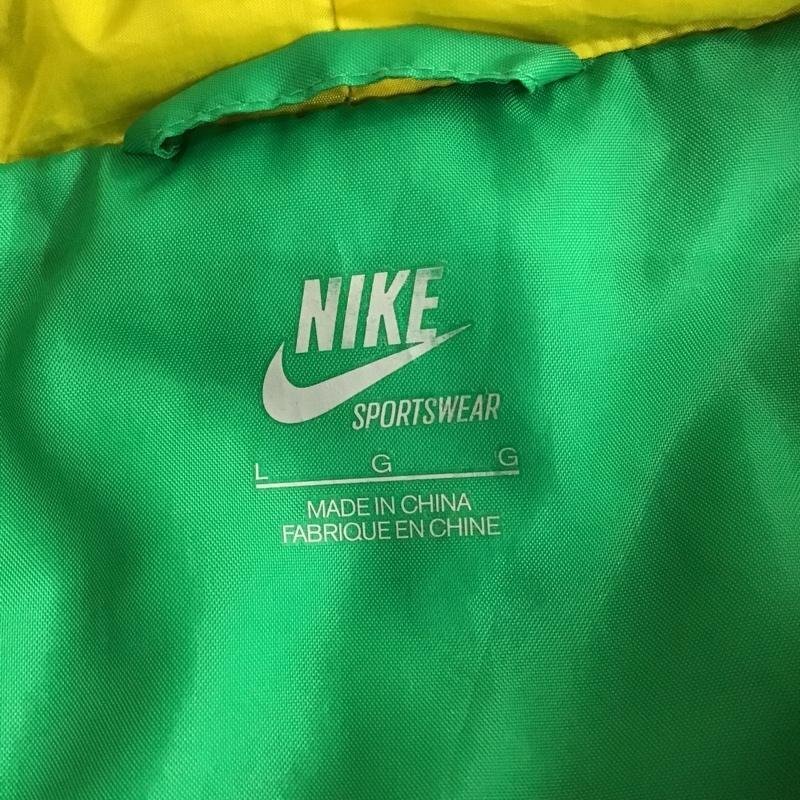 NIKE
SPORTSWEAR
L G G
MADE IN CHINA
FABRIQUE EN CHINE